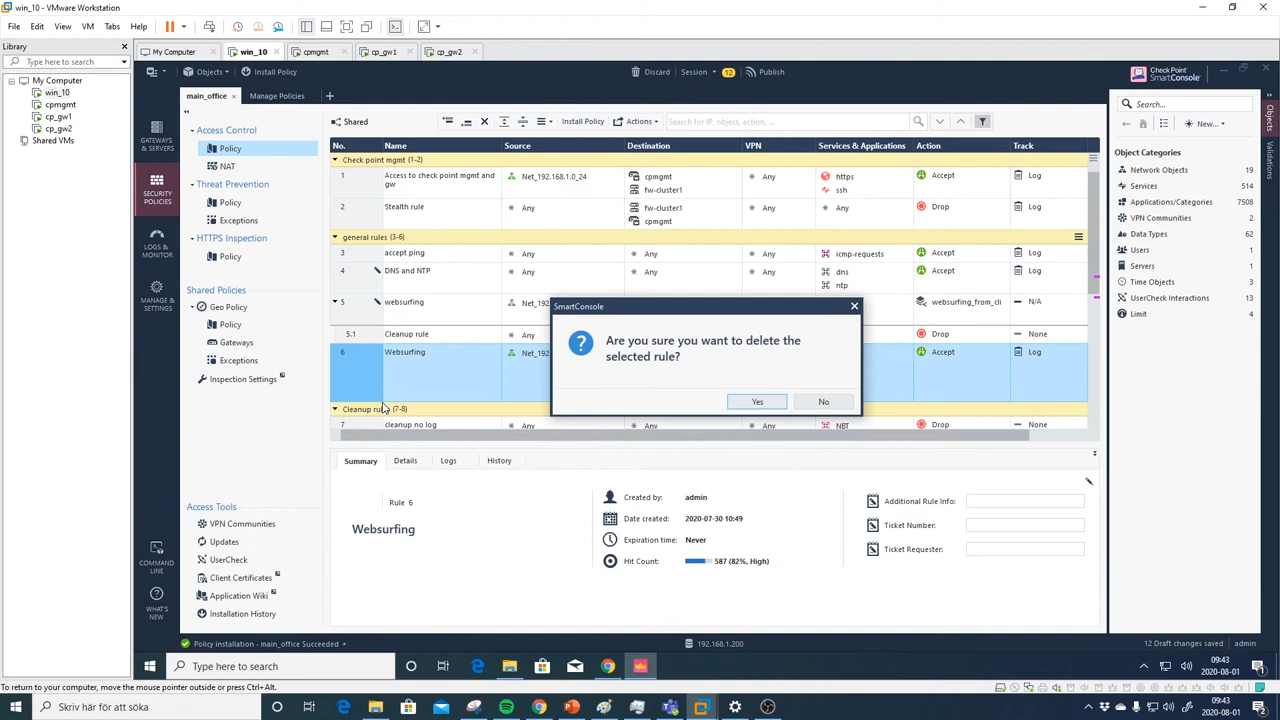 win_10 - VMware Workstation
File Edit View VM Tabs Help
Library
Type here to search
My Computer
win_10
cpmgmt
cp_gw1
cp_gw2
Shared VMs
My Computer win_10 cpmgmt cp_gw1 cp_gw2
Objects Install Policy Discard Session 12 Publish
Check Point
SmartConsole
main_office Manage Policies
GATEWAYS
& SERVERS
SECURITY
POLICIES
LOGS &
MONITOR
MANAGE &
SETTINGS
COMMAND
LINE
WHAT'S
NEW
Access Control
Policy
NAT
Threat Prevention
Policy
Exceptions
HTTPS Inspection
Policy
Shared Policies
Geo Policy
Policy
Gateways
Exceptions
Inspection Settings
Access Tools
VPN Communities
Updates
UserCheck
Client Certificates
Application Wiki
Installation History
Shared Install Policy Actions Search for IP, object, action, ...
No. Name Source Destination VPN Services & Applications Action Track
Check point mgmt (1-2)
1 Access to check point mgmt and gw Net_192.168.1.0_24 cpmgmt fw-cluster1 Any https ssh Accept Log
2 Stealth rule Any fw-cluster1 cpmgmt Any Any Drop Log
general rules (3-6)
3 accept ping Any Any Any icmp-requests Accept Log
4 DNS and NTP Any Any Any dns ntp Accept Log
5 websurfing Net_192 websurfing_from_cli N/A
5.1 Cleanup rule Any Drop None
6 Websurfing Net_192 Accept Log
Cleanup (7-8)
7 cleanup no log Any Any Any NBT Drop None
SmartConsole
Are you sure you want to delete the
selected rule?
Yes No
Summary Details Logs History
Rule 6
Websurfing
Created by: admin
Date created: 2020-07-30 10:49
Expiration time: Never
Hit Count: 587 (82%, High)
Additional Rule Info:
Ticket Number:
Ticket Requester:
Search...
New...
Object Categories
Network Objects 19
Services 514
Applications/Categories 7508
VPN Communities 2
Data Types 62
Users 1
Servers 1
Time Objects 3
UserCheck Interactions 13
Limit 4
Objects
Validations
Policy installation - main_office Succeeded 192.168.1.200 12 Draft changes saved admin
Type here to search
09:43
2020-08-01
To return to your computer, move the mouse pointer outside or press Ctrl+Alt.
Skriv här för att söka
09:43
2020-08-01